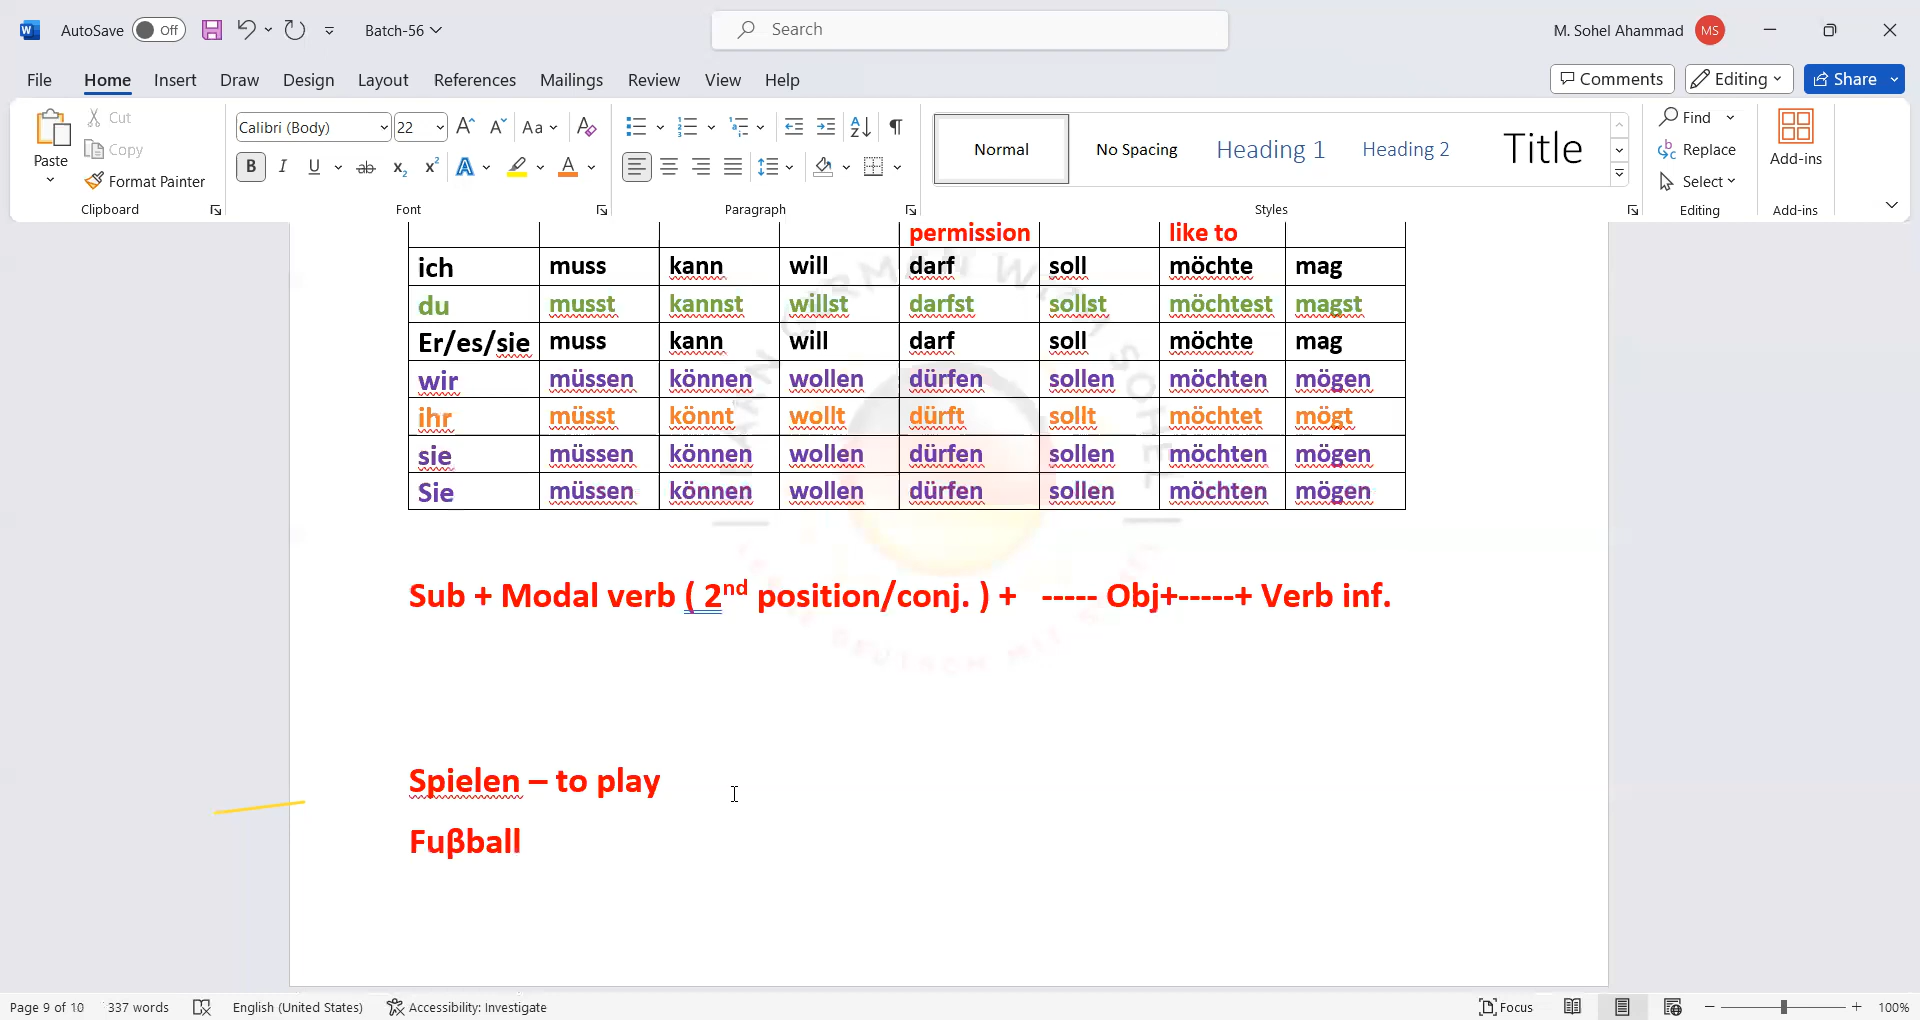 AutoSave Off Batch-56 Search M. Sohel Ahammad MS
File Home Insert Draw Design Layout References Mailings Review View Help Comments Editing Share
Paste Cut Copy Format Painter Clipboard
Calibri (Body) 22 Aa B I U ab x₂ x² A A Font
Paragraph
Normal No Spacing Heading 1 Heading 2 Title Styles
Find Replace Select Editing
Add-ins Add-ins
permission like to
ich muss kann will darf soll möchte mag
du musst kannst willst darfst sollst möchtest magst
Er/es/sie muss kann will darf soll möchte mag
wir müssen können wollen dürfen sollen möchten mögen
ihr müsst könnt wollt dürft sollt möchtet mögt
sie müssen können wollen dürfen sollen möchten mögen
Sie müssen können wollen dürfen sollen möchten mögen
Sub + Modal verb ( 2nd position/conj. ) + ----- Obj+-----+ Verb inf.
Spielen – to play
Fuβball
Page 9 of 10 337 words English (United States) Accessibility: Investigate Focus 100%